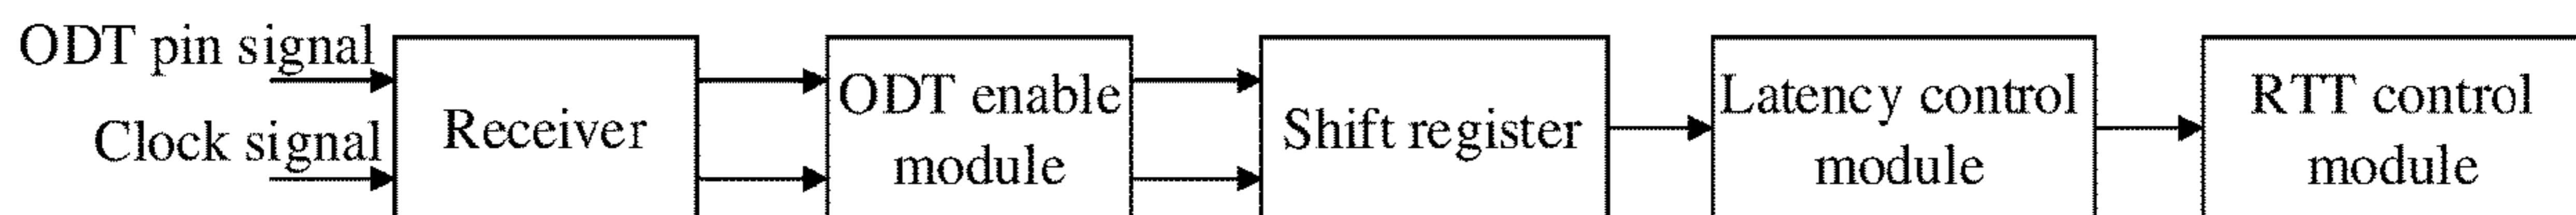 ODT pin signal
Clock signal
Receiver
ODT enable
module
Shift register
Latency control
module
RTT control
module